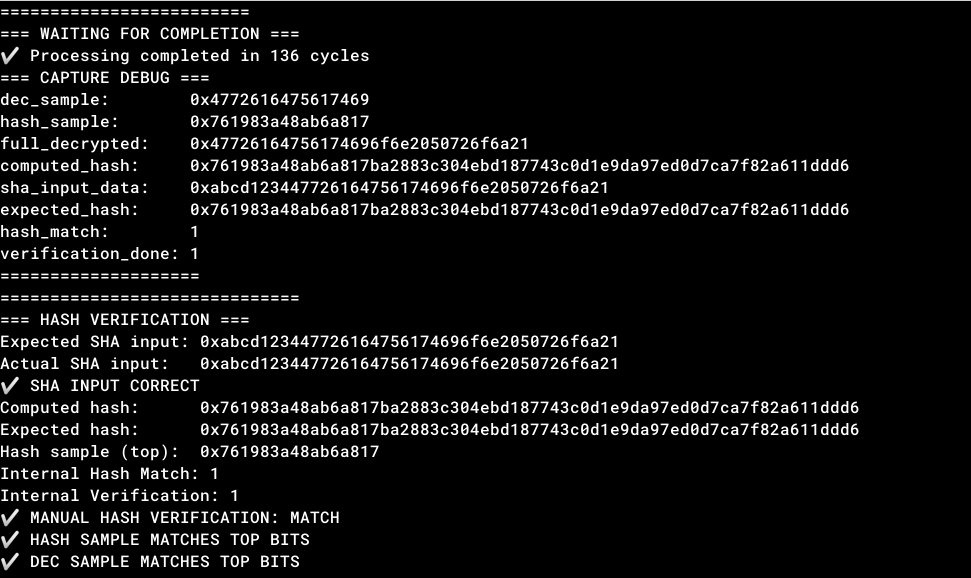 =========================
=== WAITING FOR COMPLETION ===
✔ Processing completed in 136 cycles
=== CAPTURE DEBUG ===
dec_sample:        0x4772616475617469
hash_sample:       0x761983a48ab6a817
full_decrypted:    0x47726164756174696f6e2050726f6a21
computed_hash:     0x761983a48ab6a817ba2883c304ebd187743c0d1e9da97ed0d7ca7f82a611ddd6
sha_input_data:    0xabcd123447726164756174696f6e2050726f6a21
expected_hash:     0x761983a48ab6a817ba2883c304ebd187743c0d1e9da97ed0d7ca7f82a611ddd6
hash_match:        1
verification_done: 1
====================
==============================
=== HASH VERIFICATION ===
Expected SHA input: 0xabcd123447726164756174696f6e2050726f6a21
Actual SHA input:   0xabcd123447726164756174696f6e2050726f6a21
✔ SHA INPUT CORRECT
Computed hash:      0x761983a48ab6a817ba2883c304ebd187743c0d1e9da97ed0d7ca7f82a611ddd6
Expected hash:      0x761983a48ab6a817ba2883c304ebd187743c0d1e9da97ed0d7ca7f82a611ddd6
Hash sample (top):  0x761983a48ab6a817
Internal Hash Match: 1
Internal Verification: 1
✔ MANUAL HASH VERIFICATION: MATCH
✔ HASH SAMPLE MATCHES TOP BITS
✔ DEC SAMPLE MATCHES TOP BITS